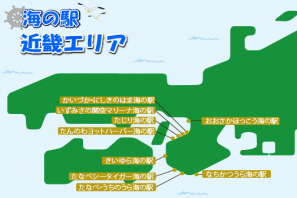 海の駅
近畿エリア
かいづか・にしきのはま海の駅
いずみさの関空マリーナ海の駅
たじり海の駅
たんのわヨットハーバー海の駅
おおさかほっこう海の駅
きいゆら海の駅
たなべシータイガー海の駅
たなべ・うちのうら海の駅
なちかつうら海の駅